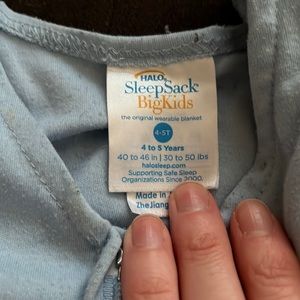 HALO
SleepSack
BigKids
the original wearable blanket
4-5T
4 to 5 Years
40 to 46 in | 30 to 50 lbs
halosleep.com
Supporting Safe Sleep
Organizations Since 2000.
Made in
ZheJiang